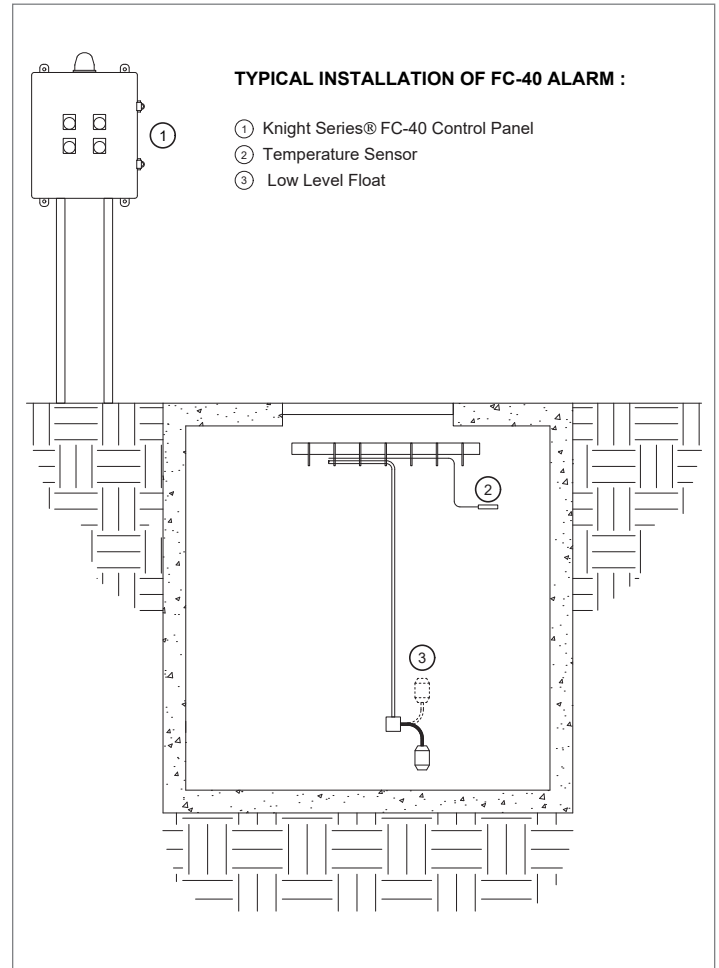 TYPICAL INSTALLATION OF FC-40 ALARM :
1 Knight Series® FC-40 Control Panel
2 Temperature Sensor
3 Low Level Float
1
2
3